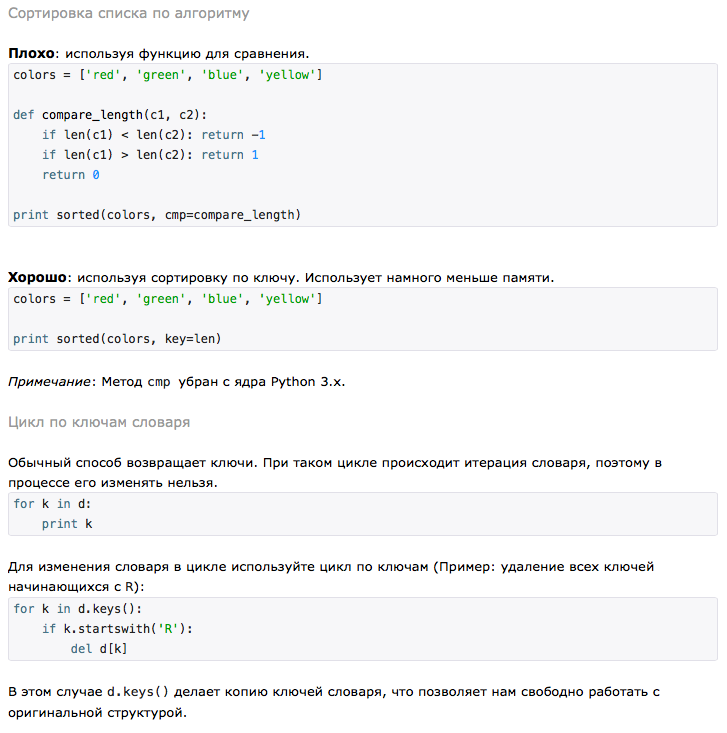 Сортировка списка по алгоритму
Плохо: используя функцию для сравнения.
colors = ['red', 'green', 'blue', 'yellow']
def compare_length(c1, c2):
    if len(c1) < len(c2): return -1
    if len(c1) > len(c2): return 1
    return 0
print sorted(colors, cmp=compare_length)
Хорошо: используя сортировку по ключу. Использует намного меньше памяти.
colors = ['red', 'green', 'blue', 'yellow']
print sorted(colors, key=len)
Примечание: Метод cmp убран с ядра Python 3.x.
Цикл по ключам словаря
Обычный способ возвращает ключи. При таком цикле происходит итерация словаря, поэтому в
процессе его изменять нельзя.
for k in d:
    print k
Для изменения словаря в цикле используйте цикл по ключам (Пример: удаление всех ключей
начинающихся с R):
for k in d.keys():
    if k.startswith('R'):
        del d[k]
В этом случае d.keys() делает копию ключей словаря, что позволяет нам свободно работать с
оригинальной структурой.